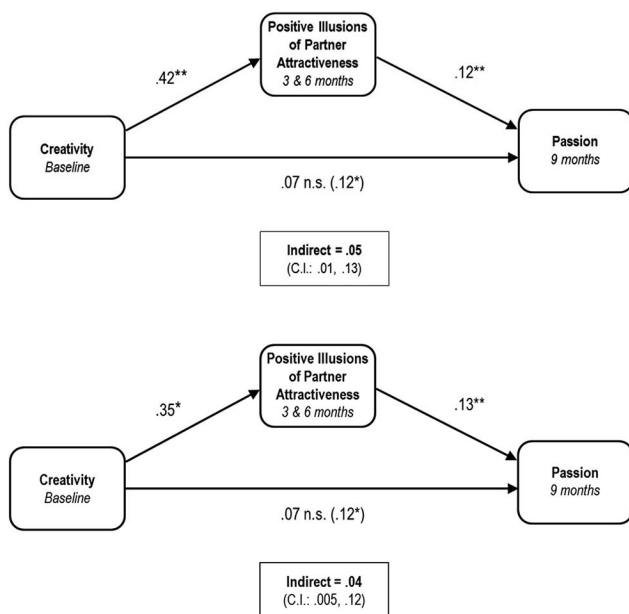 Positive Illusions
of Partner
Attractiveness
3 & 6 months
.42**
.12**
Creativity
Baseline
Passion
9 months
.07 n.s. (.12*)
Indirect = .05
(C.I.: .01, .13)
Positive Illusions
of Partner
Attractiveness
3 & 6 months
.35*
.13**
Creativity
Baseline
Passion
9 months
.07 n.s. (.12*)
Indirect = .04
(C.I.: .005, .12)